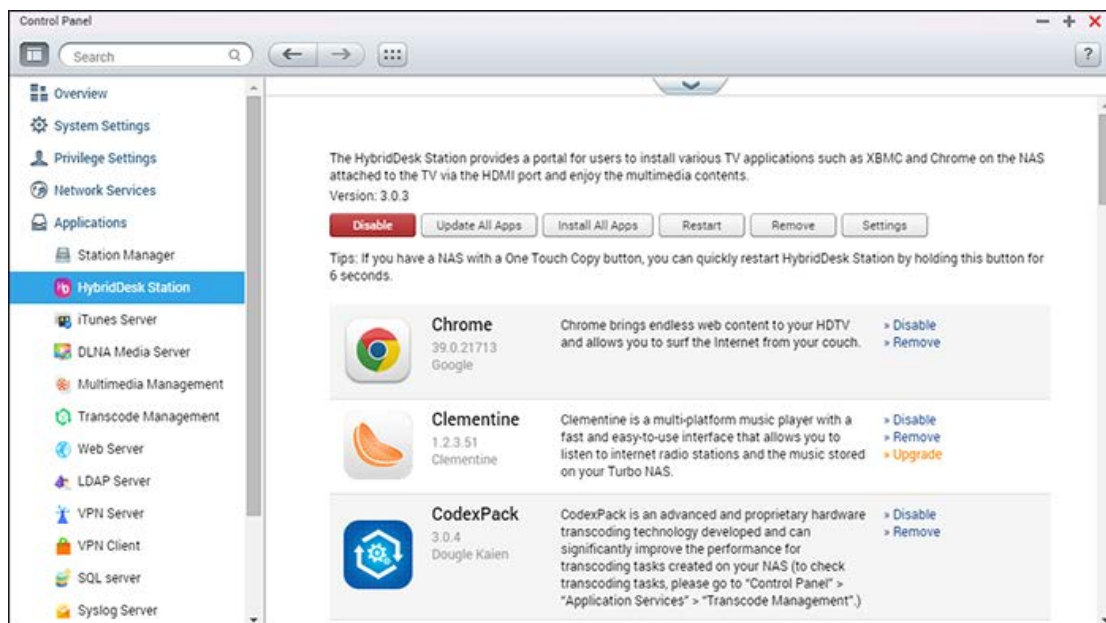 Control Panel
Search
?
Overview
System Settings
Privilege Settings
Network Services
Applications
Station Manager
HybridDesk Station
iTunes Server
DLNA Media Server
Multimedia Management
Transcode Management
Web Server
LDAP Server
VPN Server
VPN Client
SQL server
Syslog Server
The HybridDesk Station provides a portal for users to install various TV applications such as XBMC and Chrome on the NAS
attached to the TV via the HDMI port and enjoy the multimedia contents.
Version: 3.0.3
Disable
Update All Apps
Install All Apps
Restart
Remove
Settings
Tips: If you have a NAS with a One Touch Copy button, you can quickly restart HybridDesk Station by holding this button for
6 seconds.
Chrome
39.0.21713
Google
Chrome brings endless web content to your HDTV
and allows you to surf the Internet from your couch.
» Disable
» Remove
Clementine
1.2.3.51
Clementine
Clementine is a multi-platform music player with a
fast and easy-to-use interface that allows you to
listen to internet radio stations and the music stored
on your Turbo NAS.
» Disable
» Remove
» Upgrade
CodexPack
3.0.4
Dougle Kaien
CodexPack is an advanced and proprietary hardware
transcoding technology developed and can
significantly improve the performance for
transcoding tasks created on your NAS (to check
transcoding tasks, please go to "Control Panel" >
"Application Services" > "Transcode Management".)
» Disable
» Remove